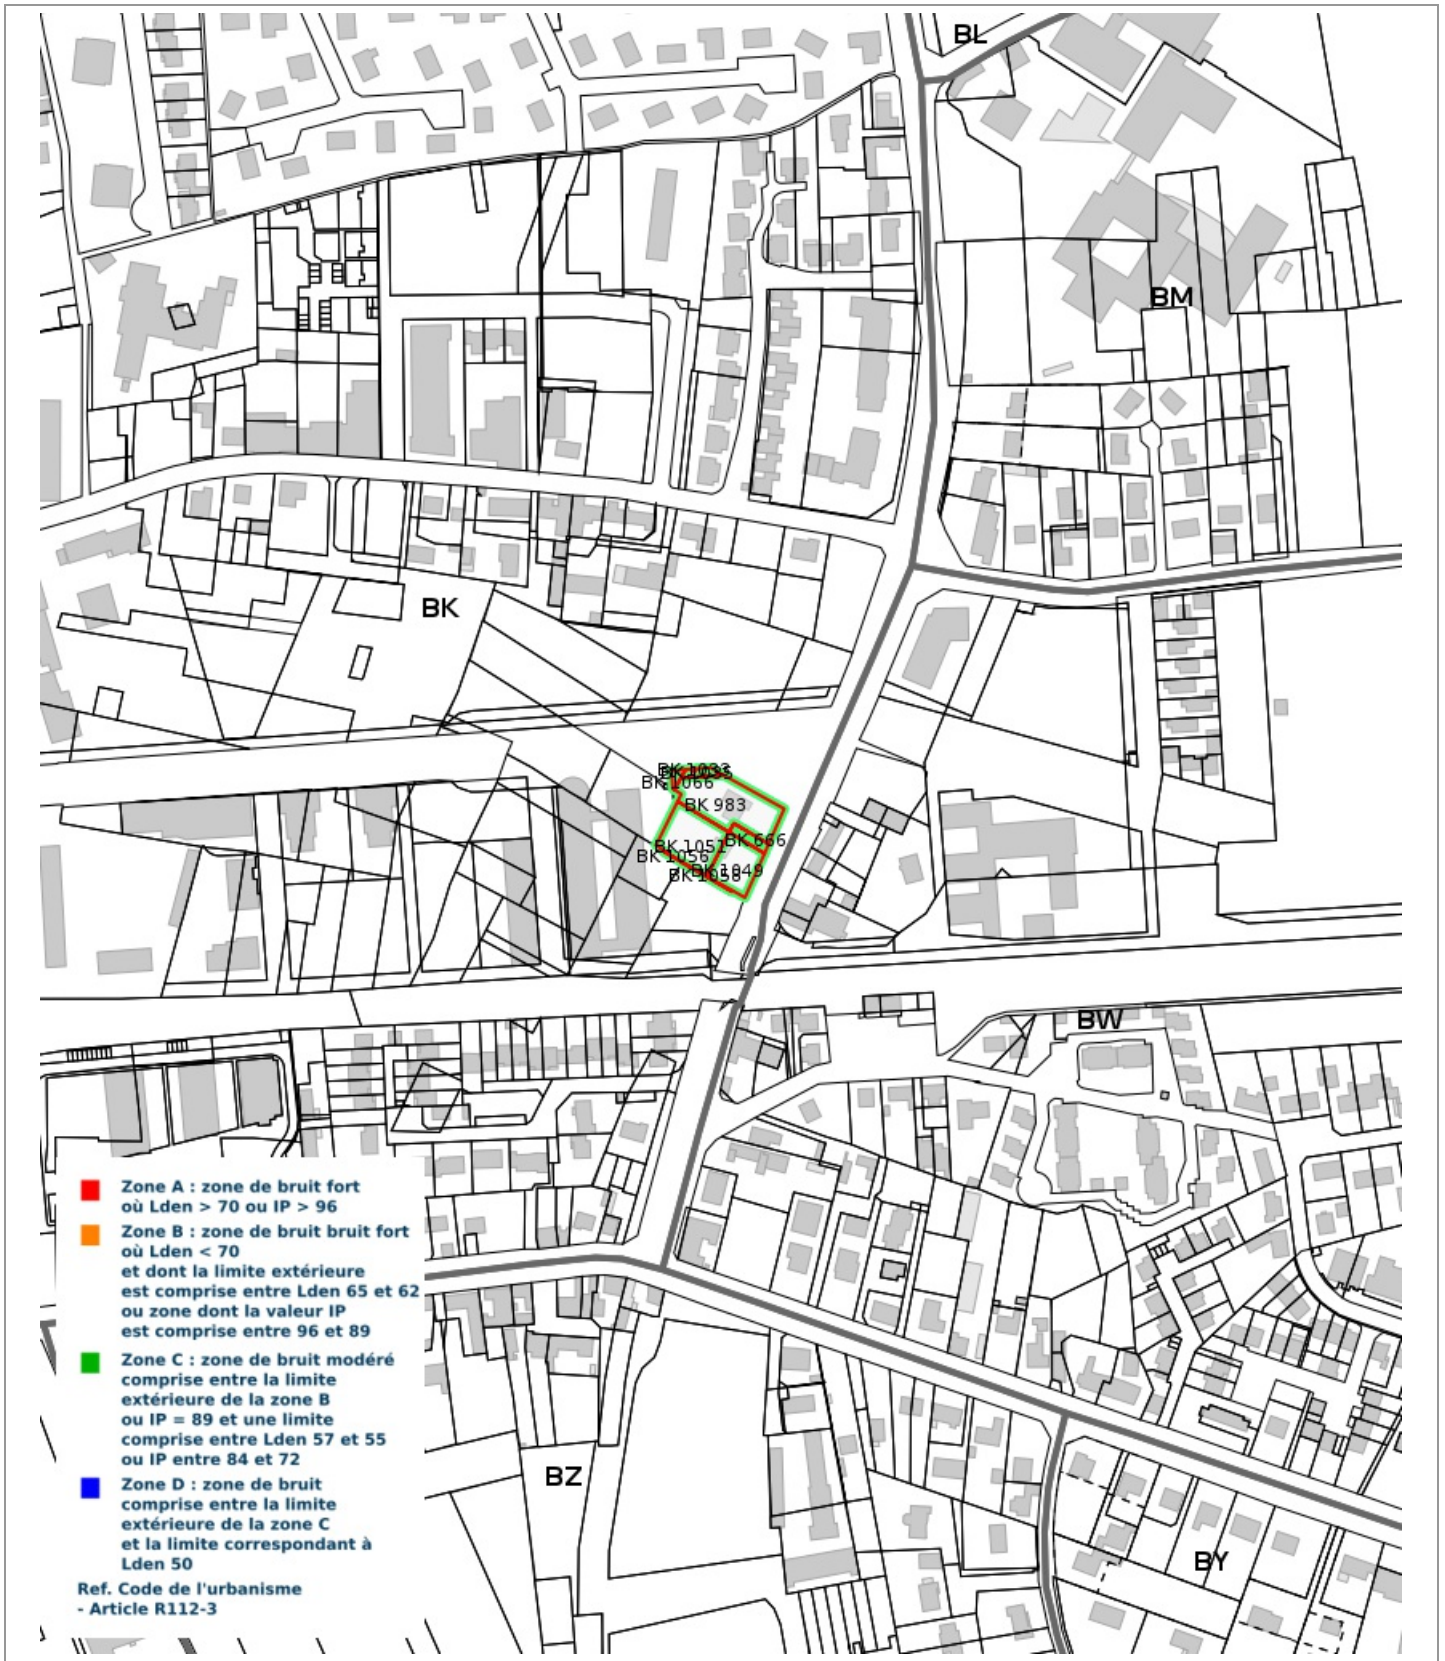 BL
BM
BK
BK 1033
BK 1066
BK 983
BK 666
BK 1051
BK 1056
BK 1049
BK 1058
BW
Zone A : zone de bruit fort
où Lden > 70 ou IP > 96
Zone B : zone de bruit bruit fort
où Lden < 70
et dont la limite extérieure
est comprise entre Lden 65 et 62
ou zone dont la valeur IP
est comprise entre 96 et 89
Zone C : zone de bruit modéré
comprise entre la limite
extérieure de la zone B
ou IP = 89 et une limite
comprise entre Lden 57 et 55
ou IP entre 84 et 72
Zone D : zone de bruit
comprise entre la limite
extérieure de la zone C
et la limite correspondant à
Lden 50
Ref. Code de l'urbanisme
- Article R112-3
BZ
BY